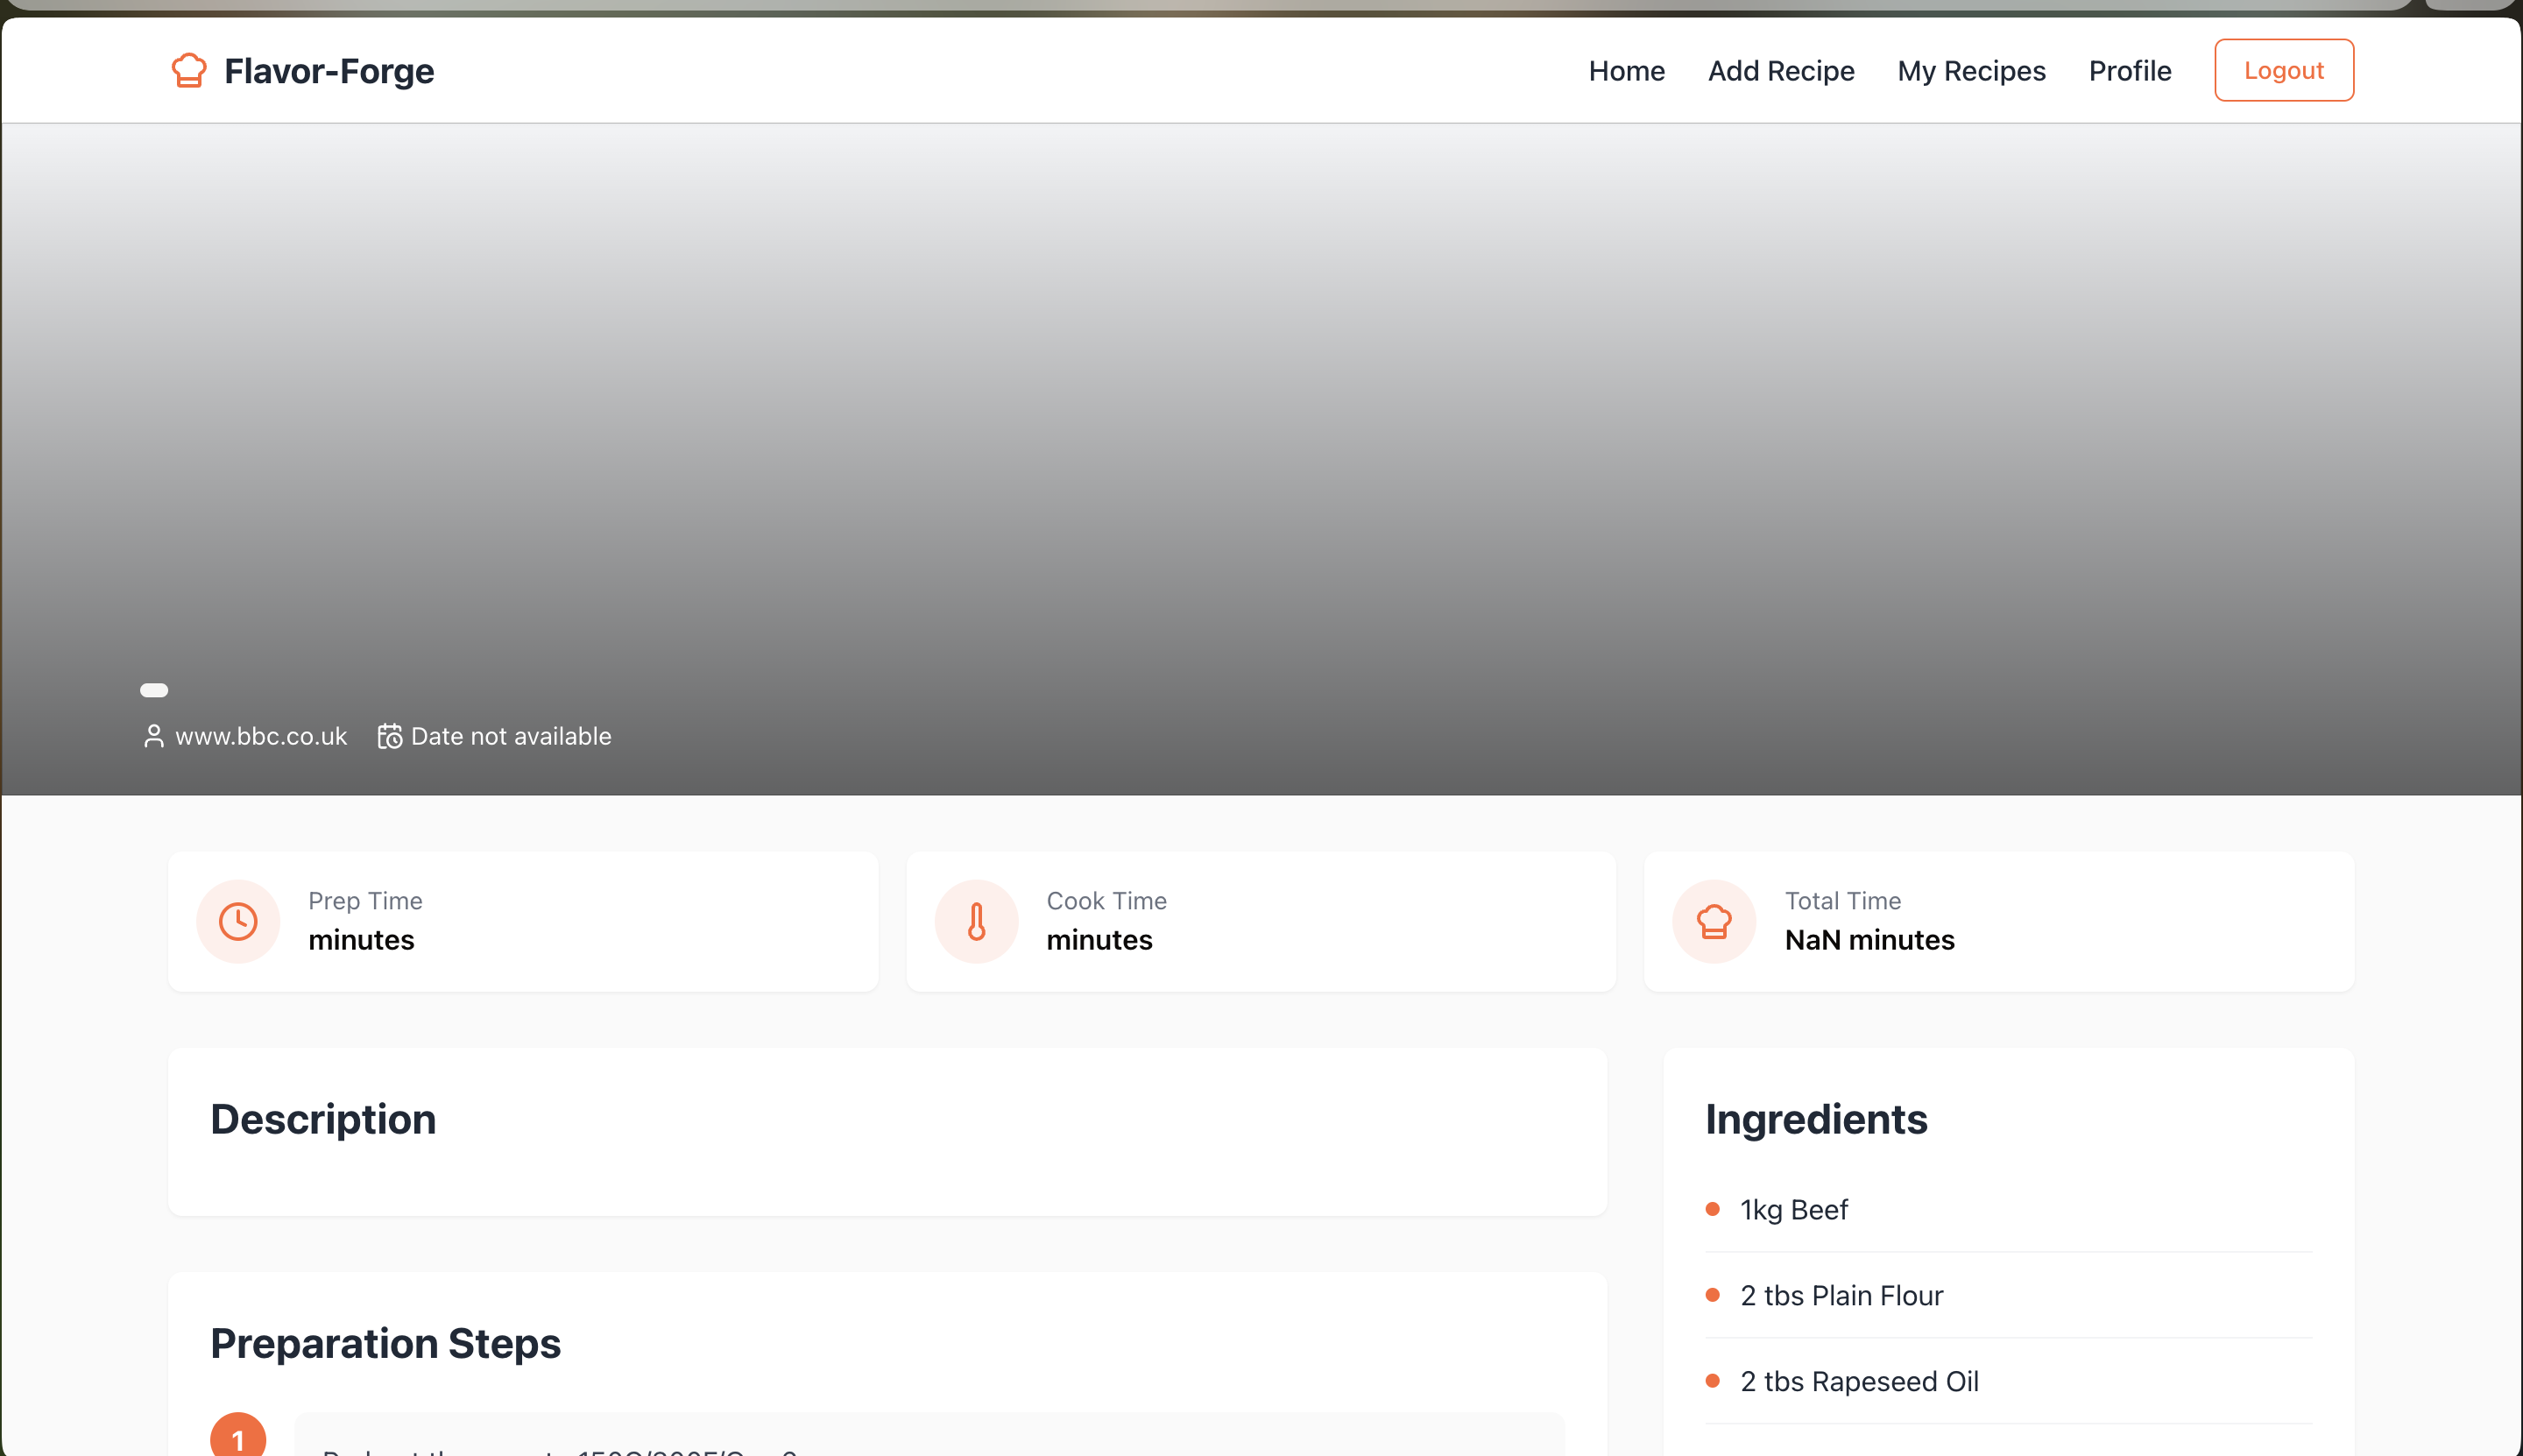 Flavor-Forge
Home Add Recipe My Recipes Profile Logout
www.bbc.co.uk Date not available
Prep Time
minutes
Cook Time
minutes
Total Time
NaN minutes
Description
Ingredients
1kg Beef
2 tbs Plain Flour
2 tbs Rapeseed Oil
Preparation Steps
1